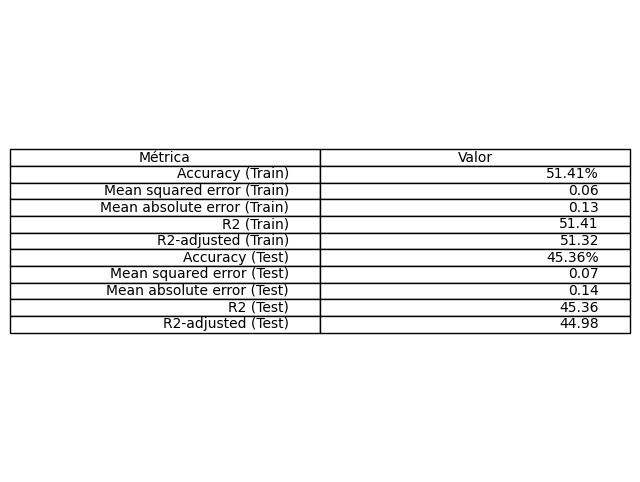 Métrica Valor
Accuracy (Train) 51.41%
Mean squared error (Train) 0.06
Mean absolute error (Train) 0.13
R2 (Train) 51.41
R2-adjusted (Train) 51.32
Accuracy (Test) 45.36%
Mean squared error (Test) 0.07
Mean absolute error (Test) 0.14
R2 (Test) 45.36
R2-adjusted (Test) 44.98